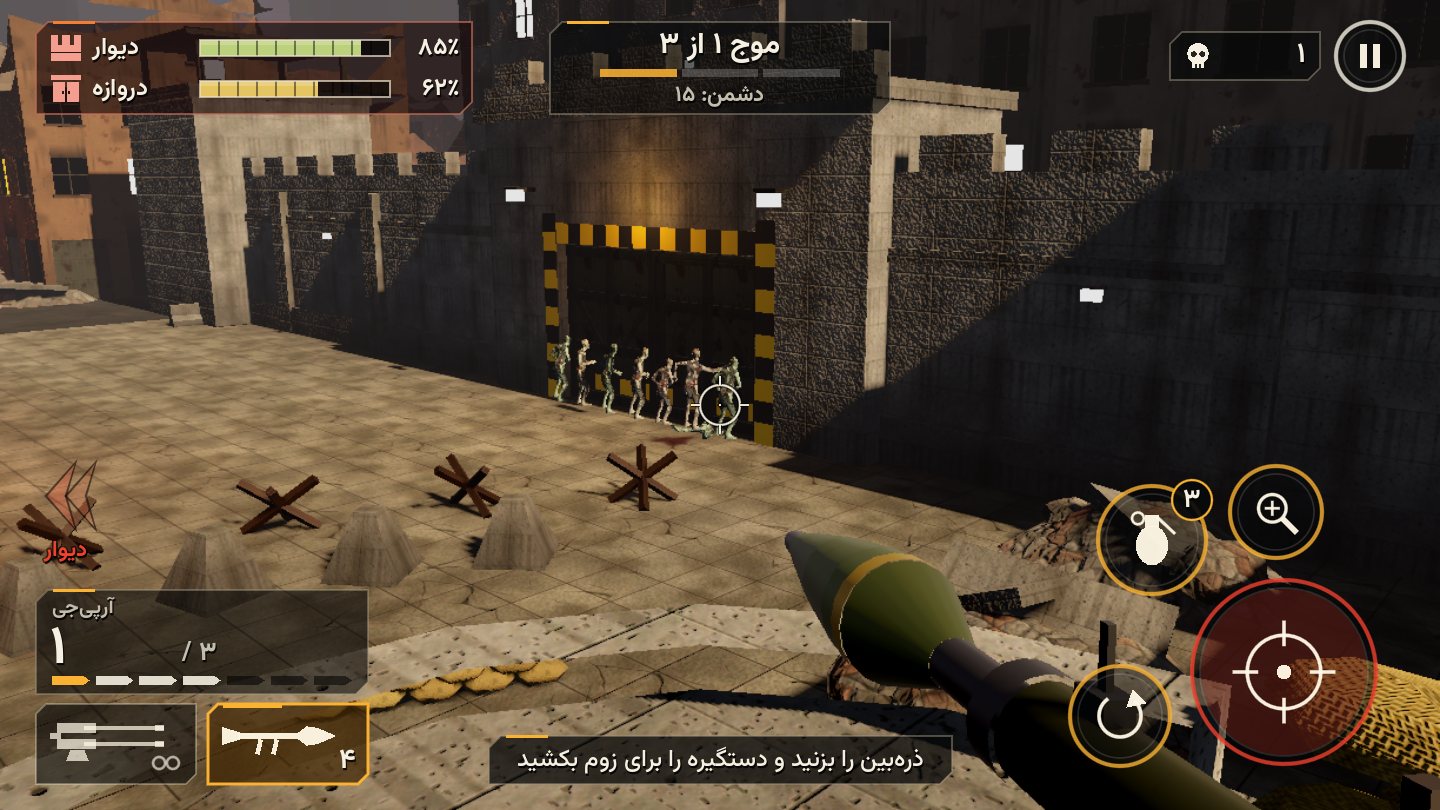 دیوار ۸۵٪
دروازه ۶۲٪
موج ۱ از ۳
دشمن: ۱۵
۱
دیوار
آرپی‌جی
۱ / ۳
۳
۴
∞
ذره‌بین را بزنید و دستگیره را برای زوم بکشید